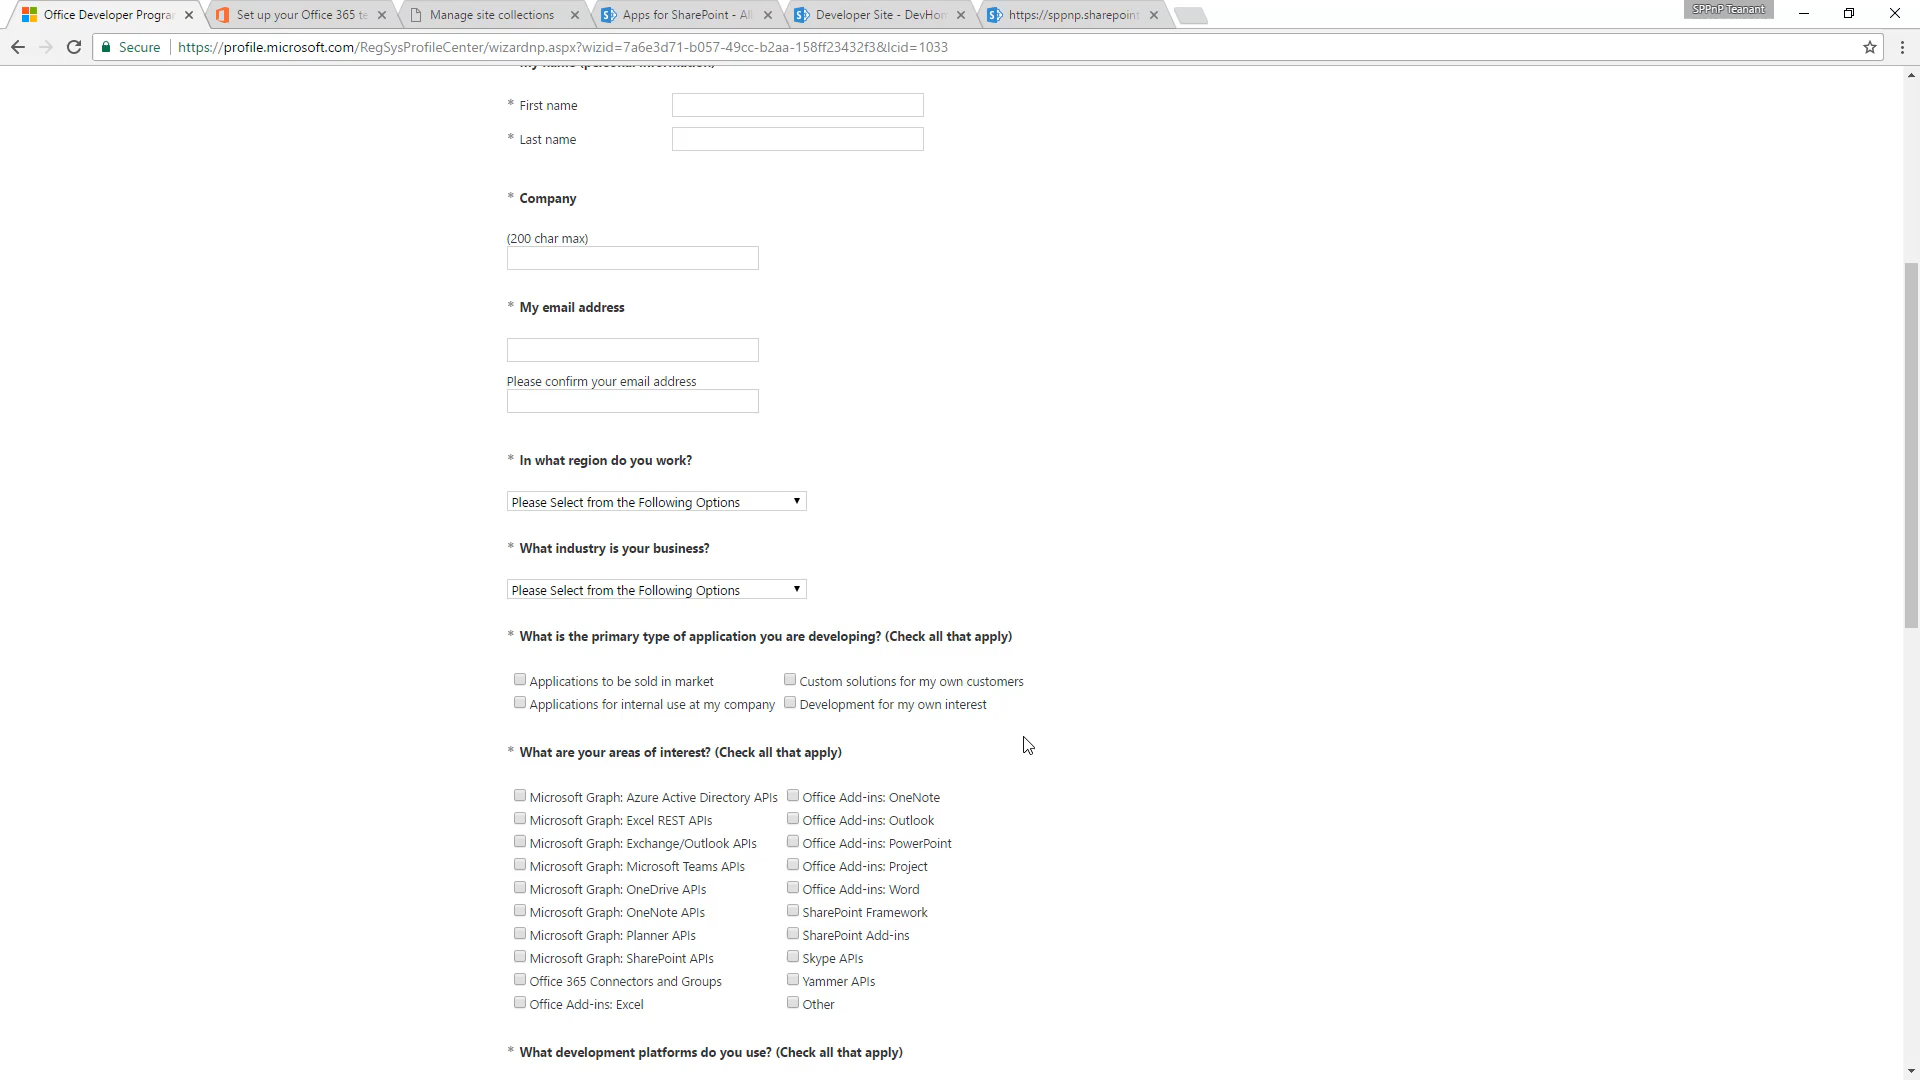 Office Developer Progra
Set up your Office 365 te
Manage site collections
Apps for SharePoint - Al
Developer Site - DevHo
https://sppnp.sharepoint
SPPnP Teanant
Secure
https://profile.microsoft.com/RegSysProfileCenter/wizardnp.aspx?wizid=7a6e3d71-b057-49cc-b2aa-158ff23432f3&lcid=1033
My name (personal information)
* First name
* Last name
* Company
(200 char max)
* My email address
Please confirm your email address
* In what region do you work?
Please Select from the Following Options
* What industry is your business?
Please Select from the Following Options
* What is the primary type of application you are developing? (Check all that apply)
Applications to be sold in market Custom solutions for my own customers
Applications for internal use at my company Development for my own interest
* What are your areas of interest? (Check all that apply)
Microsoft Graph: Azure Active Directory APIs Office Add-ins: OneNote
Microsoft Graph: Excel REST APIs Office Add-ins: Outlook
Microsoft Graph: Exchange/Outlook APIs Office Add-ins: PowerPoint
Microsoft Graph: Microsoft Teams APIs Office Add-ins: Project
Microsoft Graph: OneDrive APIs Office Add-ins: Word
Microsoft Graph: OneNote APIs SharePoint Framework
Microsoft Graph: Planner APIs SharePoint Add-ins
Microsoft Graph: SharePoint APIs Skype APIs
Office 365 Connectors and Groups Yammer APIs
Office Add-ins: Excel Other
* What development platforms do you use? (Check all that apply)